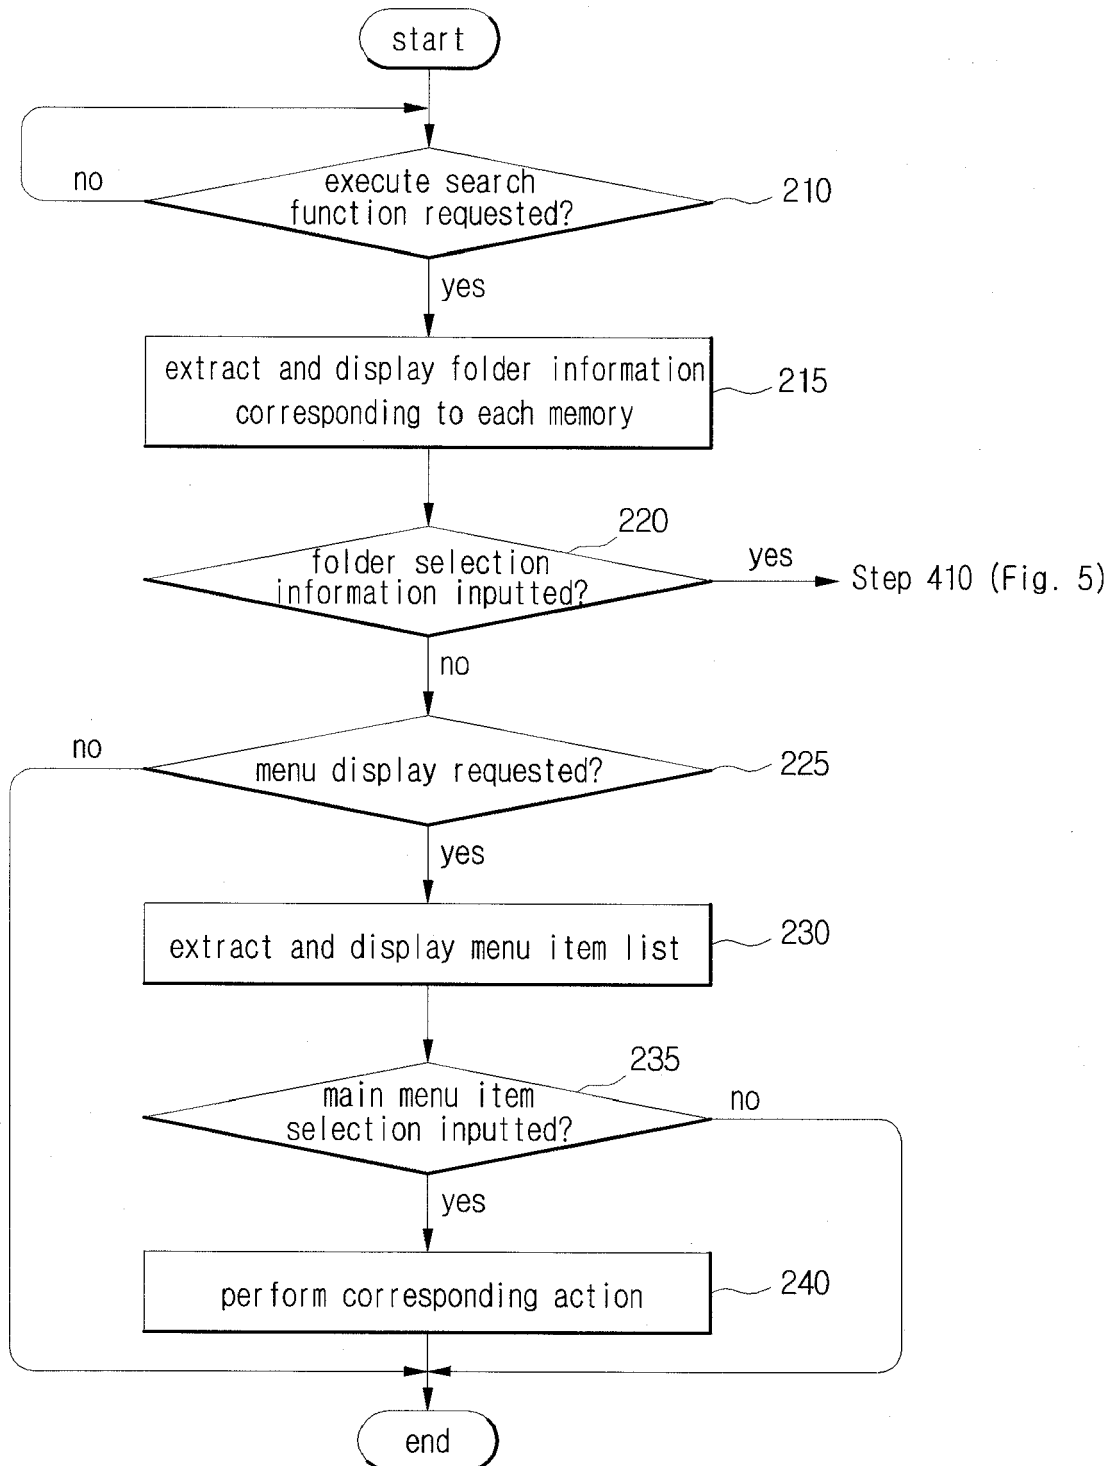 start
no
execute search
function requested?
210
yes
extract and display folder information
corresponding to each memory
215
220
folder selection
information inputted?
yes
Step 410 (Fig. 5)
no
no
menu display requested?
225
yes
extract and display menu item list
230
235
main menu item
selection inputted?
no
yes
perform corresponding action
240
end